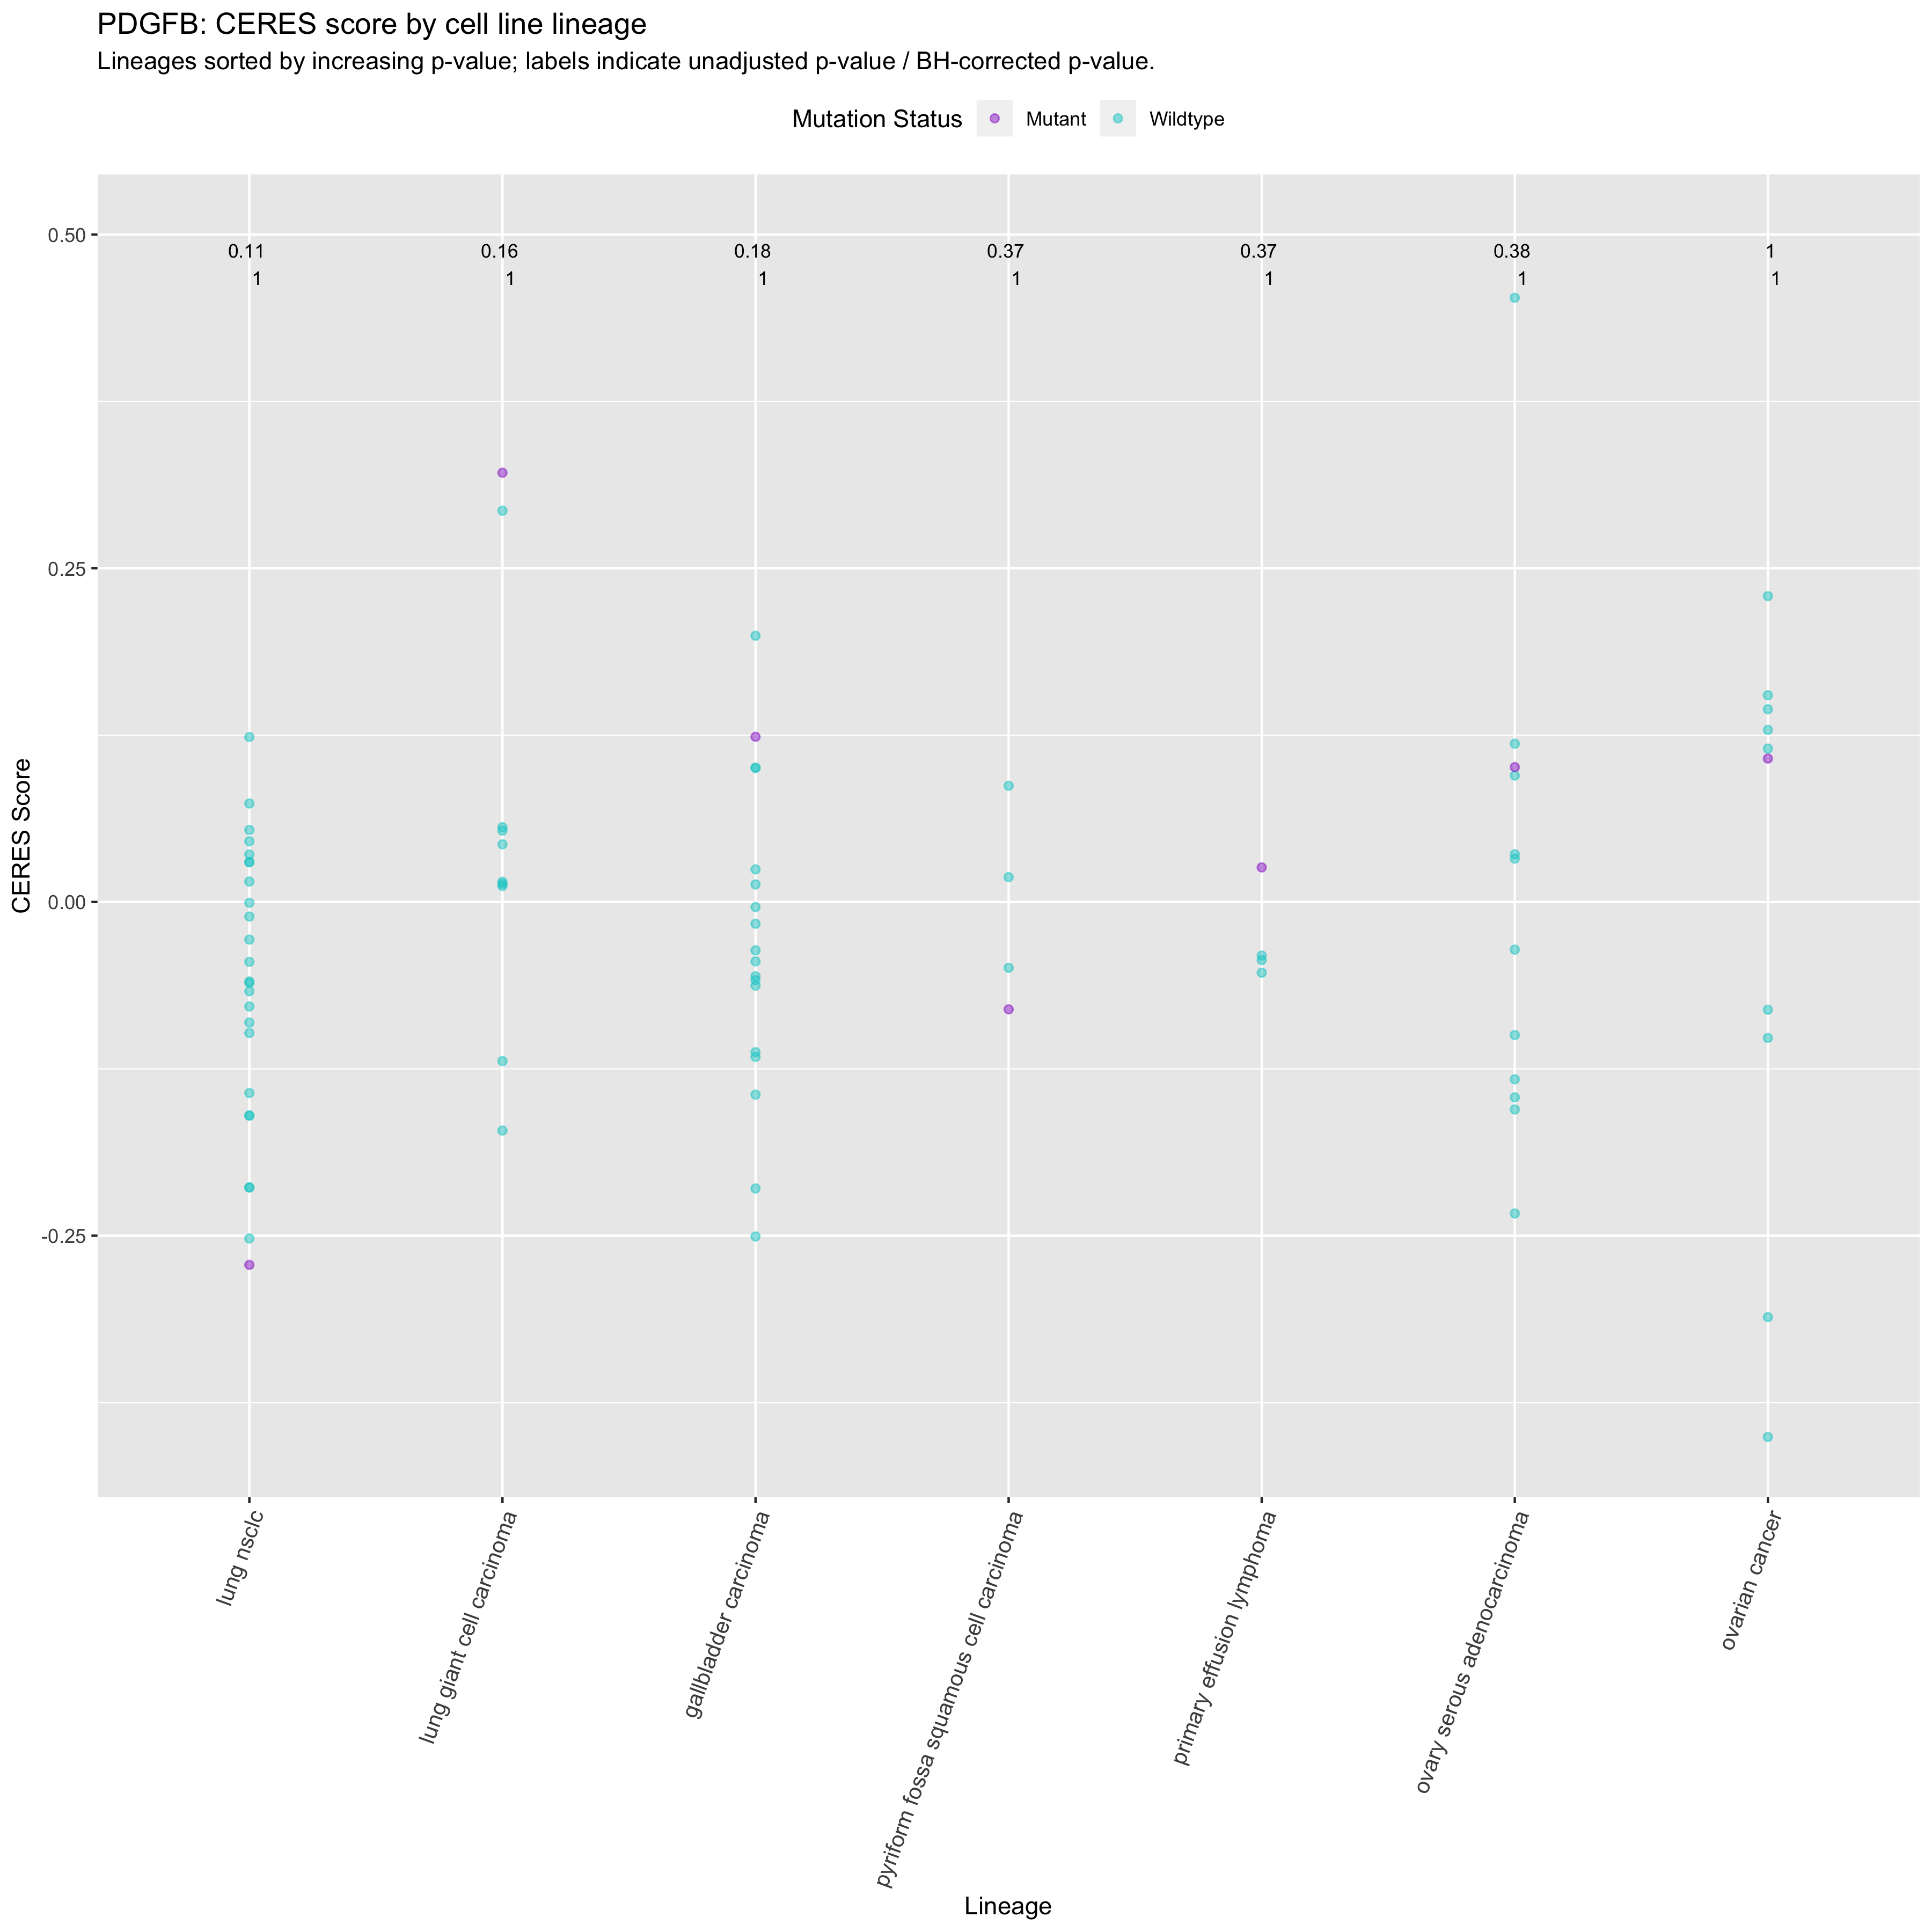 PDGFB: CERES score by cell line lineage
Lineages sorted by increasing p-value; labels indicate unadjusted p-value / BH-corrected p-value.
Mutation Status Mutant Wildtype
0.50
0.11 0.16 0.18 0.37 0.37 0.38 1
1 1 1 1 1 1 1
0.25
CERES Score
0.00
-0.25
lung nsclc
lung giant cell carcinoma
gallbladder carcinoma
pyriform fossa squamous cell carcinoma
primary effusion lymphoma
ovary serous adenocarcinoma
ovarian cancer
Lineage